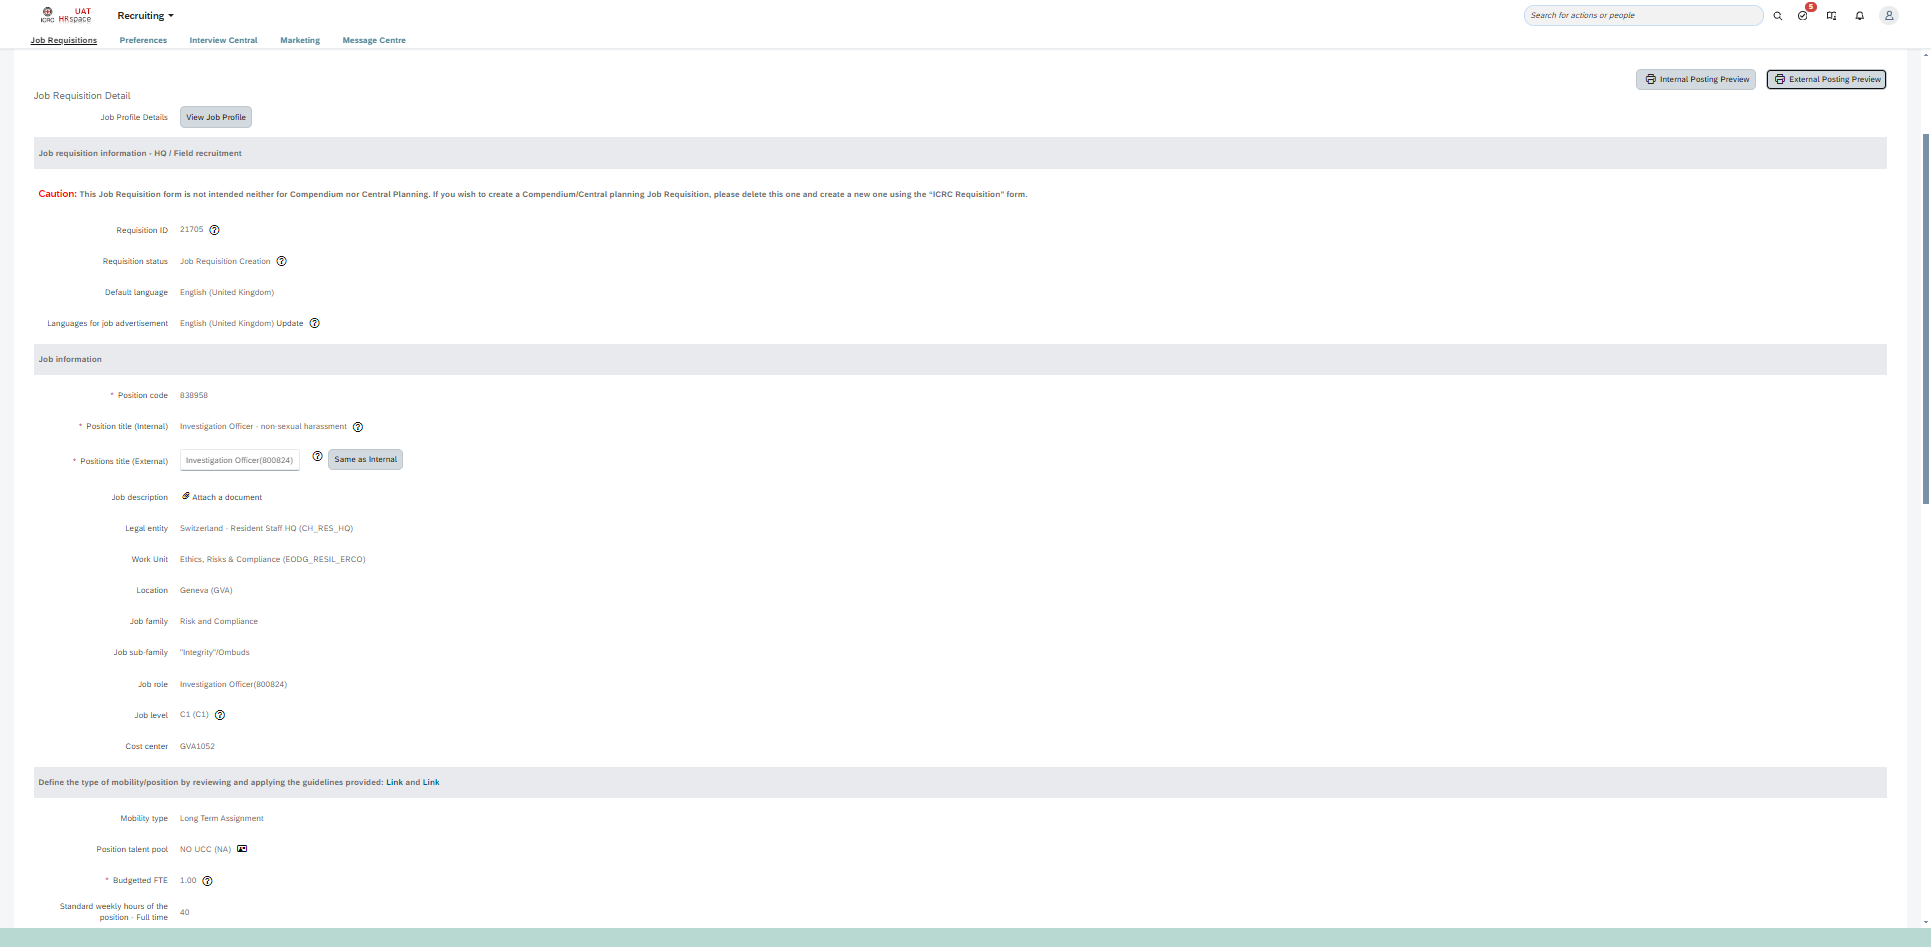 UAT
ICRC HRspace
Recruiting
Search for actions or people
5
Job Requisitions
Preferences
Interview Central
Marketing
Message Centre
Internal Posting Preview
External Posting Preview
Job Requisition Detail
Job Profile Details View Job Profile
Job requisition information - HQ / Field recruitment
Caution: This Job Requisition form is not intended neither for Compendium nor Central Planning. If you wish to create a Compendium/Central planning Job Requisition, please delete this one and create a new one using the “ICRC Requisition” form.
Requisition ID 21705
Requisition status Job Requisition Creation
Default language English (United Kingdom)
Languages for job advertisement English (United Kingdom) Update
Job information
* Position code 838958
* Position title (Internal) Investigation Officer - non-sexual harassment
* Positions title (External) Investigation Officer(800824) Same as Internal
Job description Attach a document
Legal entity Switzerland - Resident Staff HQ (CH_RES_HQ)
Work Unit Ethics, Risks & Compliance (EODG_RESIL_ERCO)
Location Geneva (GVA)
Job family Risk and Compliance
Job sub-family "Integrity"/Ombuds
Job role Investigation Officer(800824)
Job level C1 (C1)
Cost center GVA1052
Define the type of mobility/position by reviewing and applying the guidelines provided: Link and Link
Mobility type Long Term Assignment
Position talent pool NO UCC (NA)
* Budgetted FTE 1.00
Standard weekly hours of the
position - Full time 40